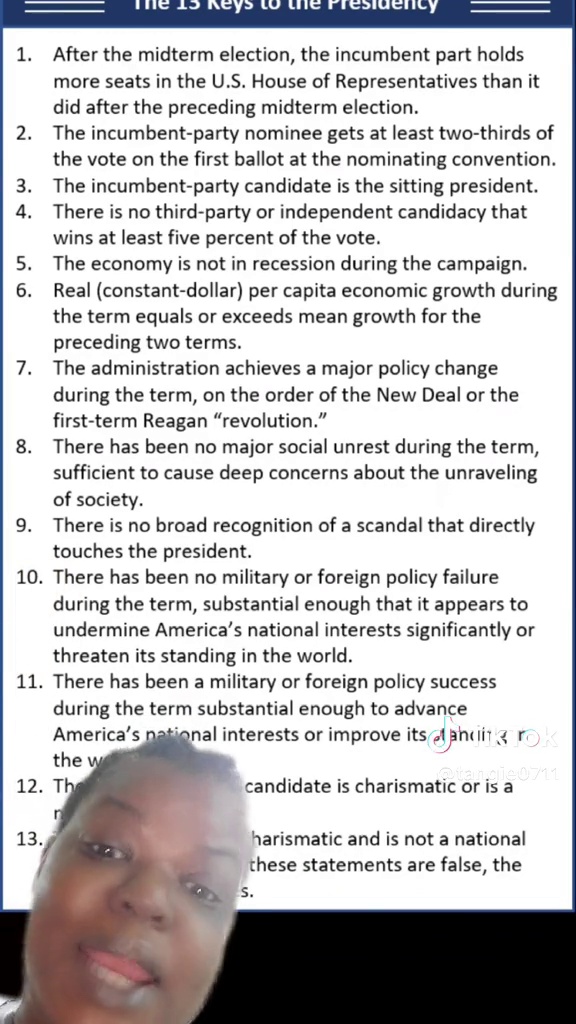 The 13 Keys to the Presidency
1. After the midterm election, the incumbent part holds
more seats in the U.S. House of Representatives than it
did after the preceding midterm election.
2. The incumbent-party nominee gets at least two-thirds of
the vote on the first ballot at the nominating convention.
3. The incumbent-party candidate is the sitting president.
4. There is no third-party or independent candidacy that
wins at least five percent of the vote.
5. The economy is not in recession during the campaign.
6. Real (constant-dollar) per capita economic growth during
the term equals or exceeds mean growth for the
preceding two terms.
7. The administration achieves a major policy change
during the term, on the order of the New Deal or the
first-term Reagan “revolution.”
8. There has been no major social unrest during the term,
sufficient to cause deep concerns about the unraveling
of society.
9. There is no broad recognition of a scandal that directly
touches the president.
10. There has been no military or foreign policy failure
during the term, substantial enough that it appears to
undermine America’s national interests significantly or
threaten its standing in the world.
11. There has been a military or foreign policy success
during the term substantial enough to advance
America’s national interests or improve its standing in
the
12. candidate is charismatic or is a
13. charismatic and is not a national
these statements are false, the
TikTok
@tangie0711